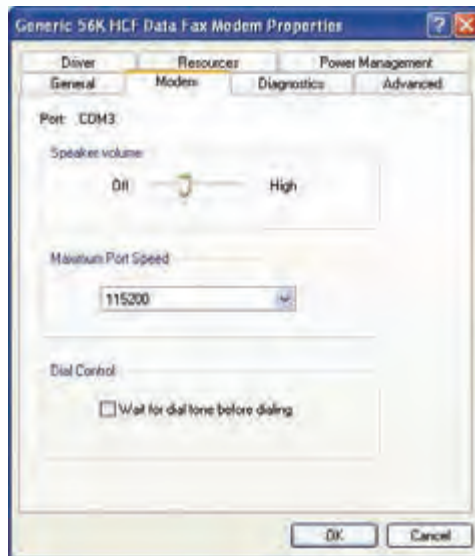 Generic 56K HCF Data Fax Modem Properties
Driver Resources Power Management
General Modem Diagnostics Advanced
Port: COM3
Speaker volume
Off High
Maximum Port Speed
115200
Dial Control
Wait for dial tone before dialing
OK Cancel